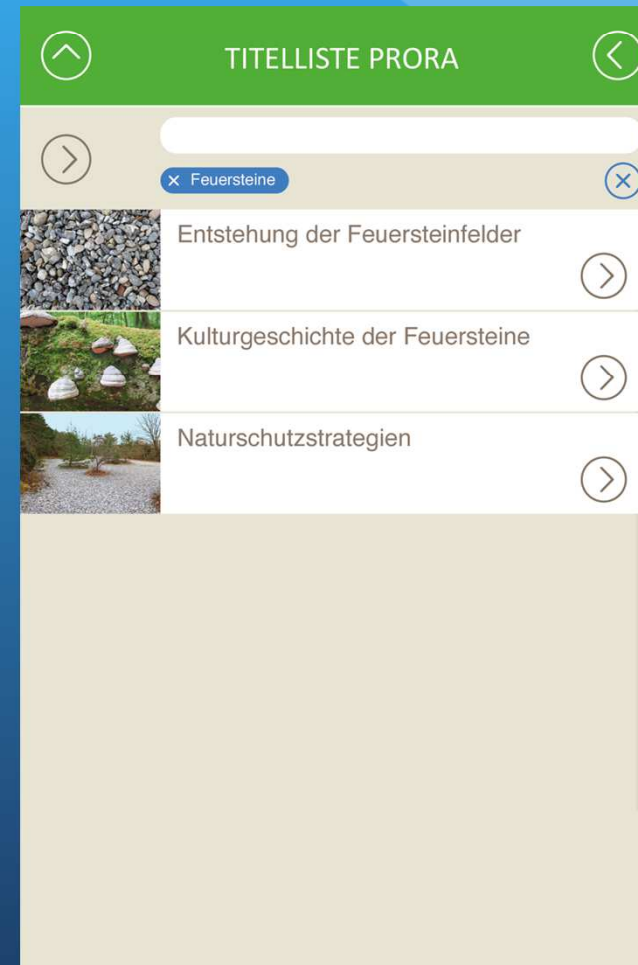 TITELLISTE PRORA
Feuersteine
Entstehung der Feuersteinfelder
Kulturgeschichte der Feuersteine
Naturschutzstrategien